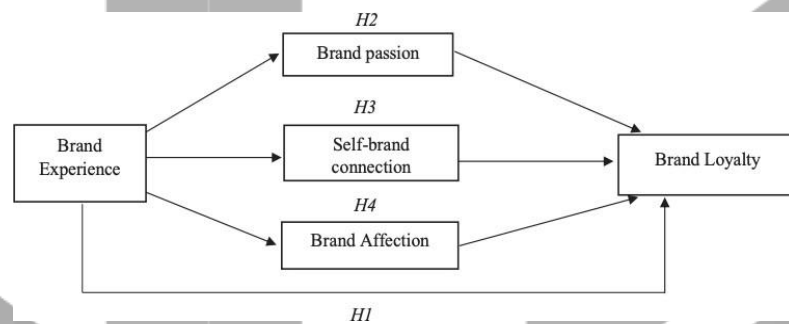 H2
Brand passion
H3
Brand
Experience
Self-brand
connection
Brand Loyalty
H4
Brand Affection
H1